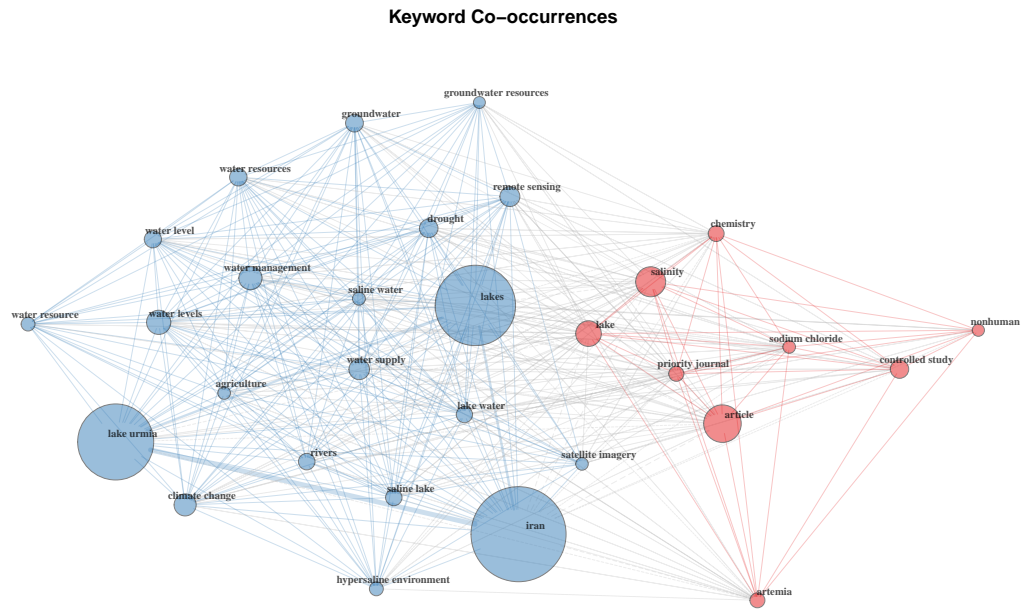 Keyword Co−occurrences
groundwater resources
groundwater
water resources
remote sensing
drought
chemistry
water level
water management
salinity
saline water
lakes
water resource
water levels
lake
nonhuman
sodium chloride
water supply
priority journal
controlled study
agriculture
lake water
article
lake urmia
rivers
satellite imagery
climate change
saline lake
iran
hypersaline environment
artemia